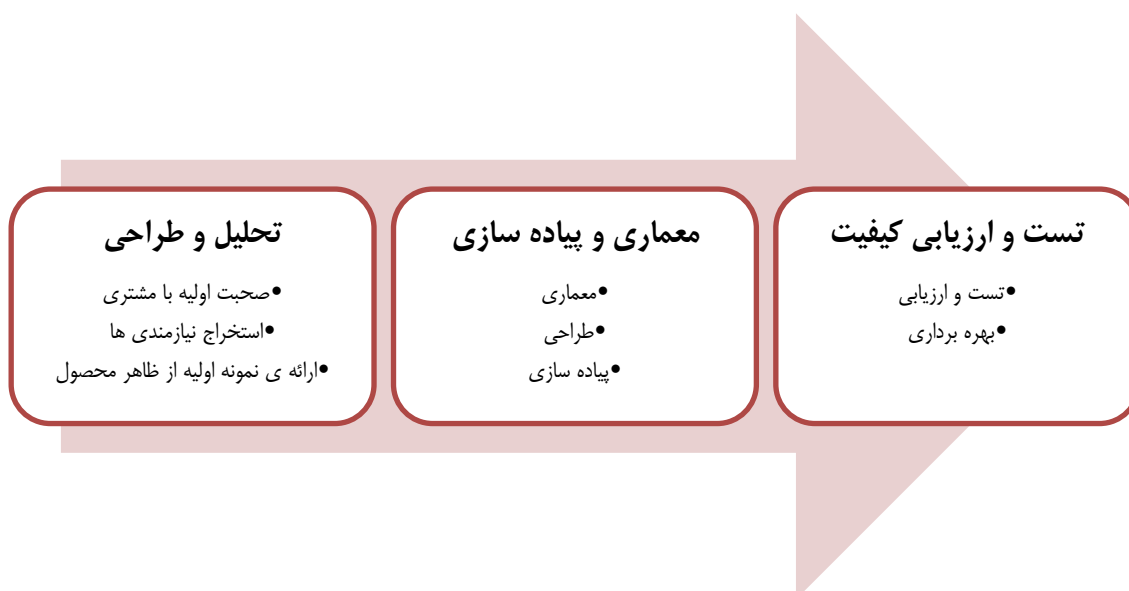 تحلیل و طراحی
•صحبت اولیه با مشتری
•استخراج نیازمندی ها
•ارائه ی نمونه اولیه از ظاهر محصول
معماری و پیاده سازی
•معماری
•طراحی
•پیاده سازی
تست و ارزیابی کیفیت
•تست و ارزیابی
•بهره برداری